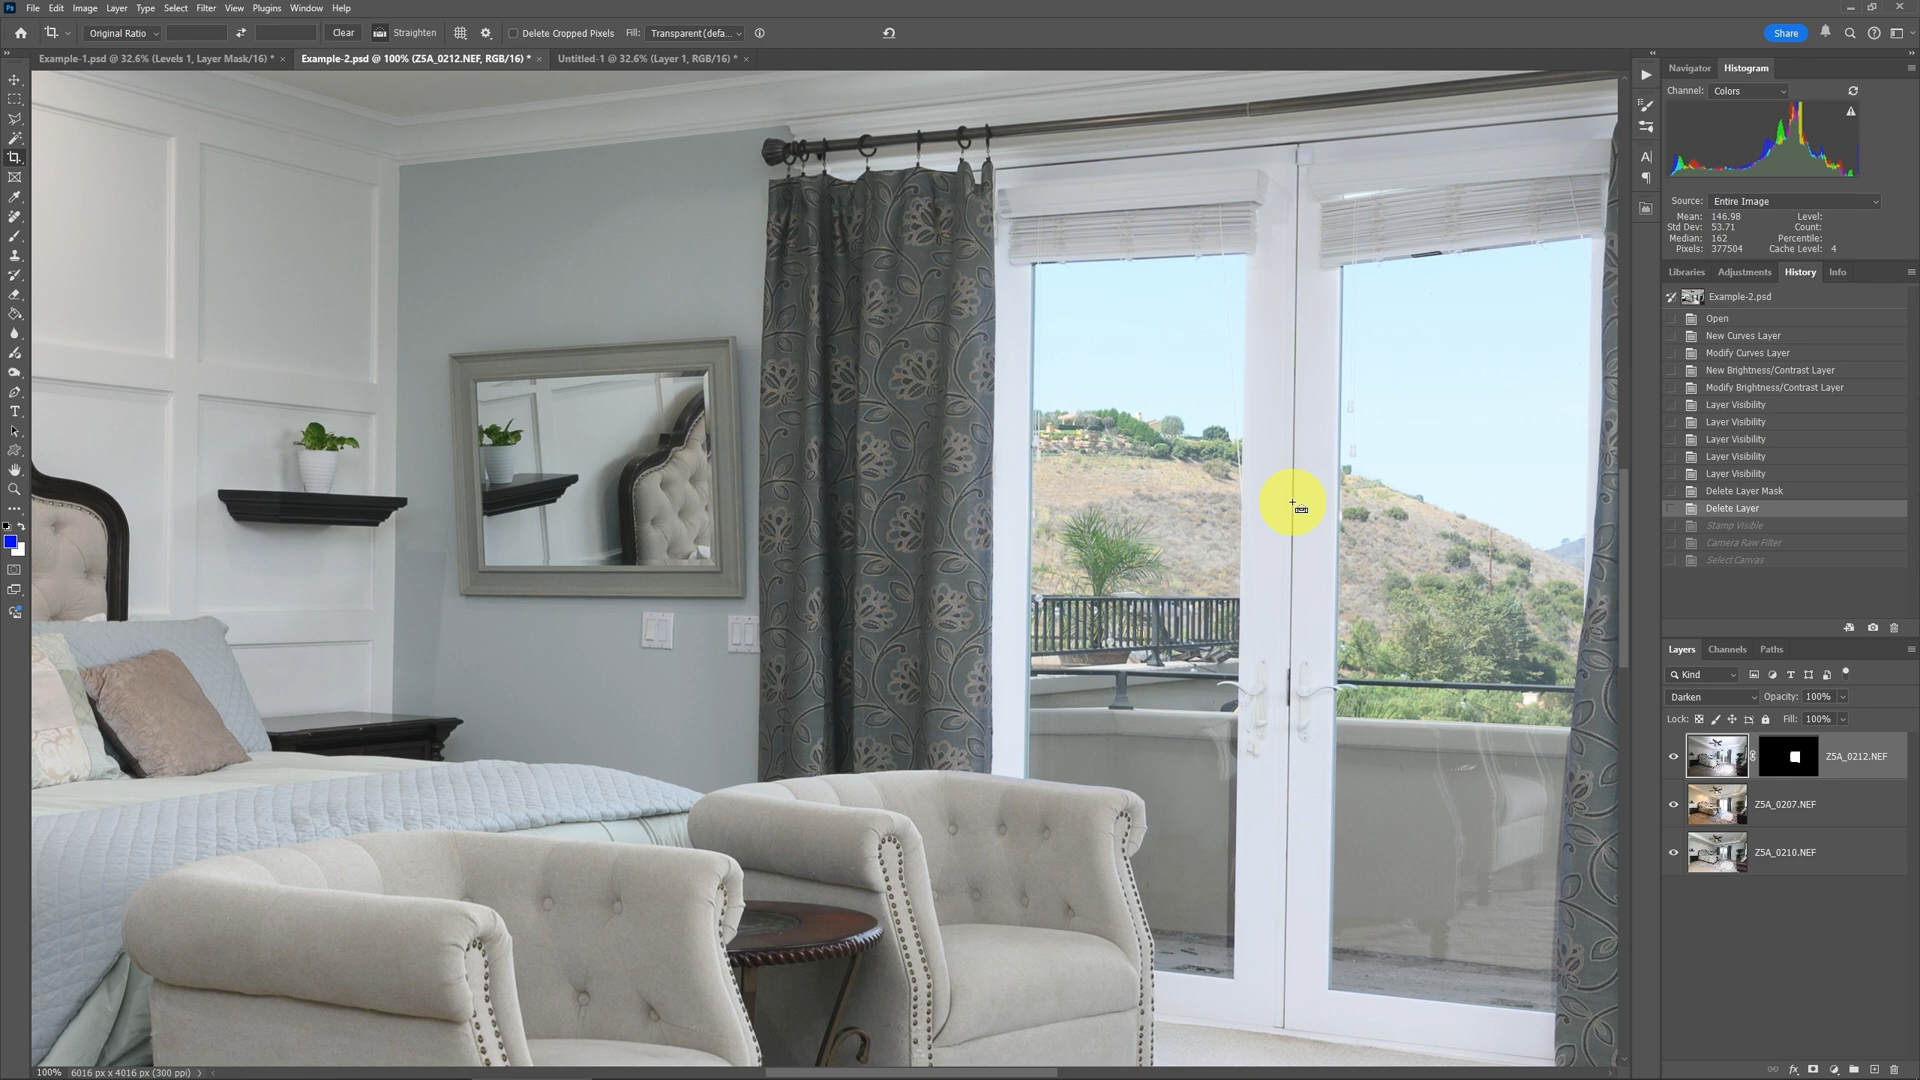 Ps File Edit Image Layer Type Select Filter View Plugins Window Help
Original Ratio Clear Straighten Delete Cropped Pixels Fill: Transparent (defa... Share
Example-1.psd @ 32.6% (Levels 1, Layer Mask/16) * × Example-2.psd @ 100% (Z5A_0212.NEF, RGB/16) * × Untitled-1 @ 32.6% (Layer 1, RGB/16) * ×
Navigator Histogram
Channel: Colors
Source: Entire Image
Mean: 146.98 Level:
Std Dev: 53.71 Count:
Median: 162 Percentile:
Pixels: 377504 Cache Level: 4
Libraries Adjustments History Info
Example-2.psd
Open
New Curves Layer
Modify Curves Layer
New Brightness/Contrast Layer
Modify Brightness/Contrast Layer
Layer Visibility
Layer Visibility
Layer Visibility
Layer Visibility
Layer Visibility
Delete Layer Mask
Delete Layer
Stamp Visible
Camera Raw Filter
Select Canvas
Layers Channels Paths
Kind
Darken Opacity: 100%
Lock: Fill: 100%
Z5A_0212.NEF
Z5A_0207.NEF
Z5A_0210.NEF
100% 6016 px x 4016 px (300 ppi)